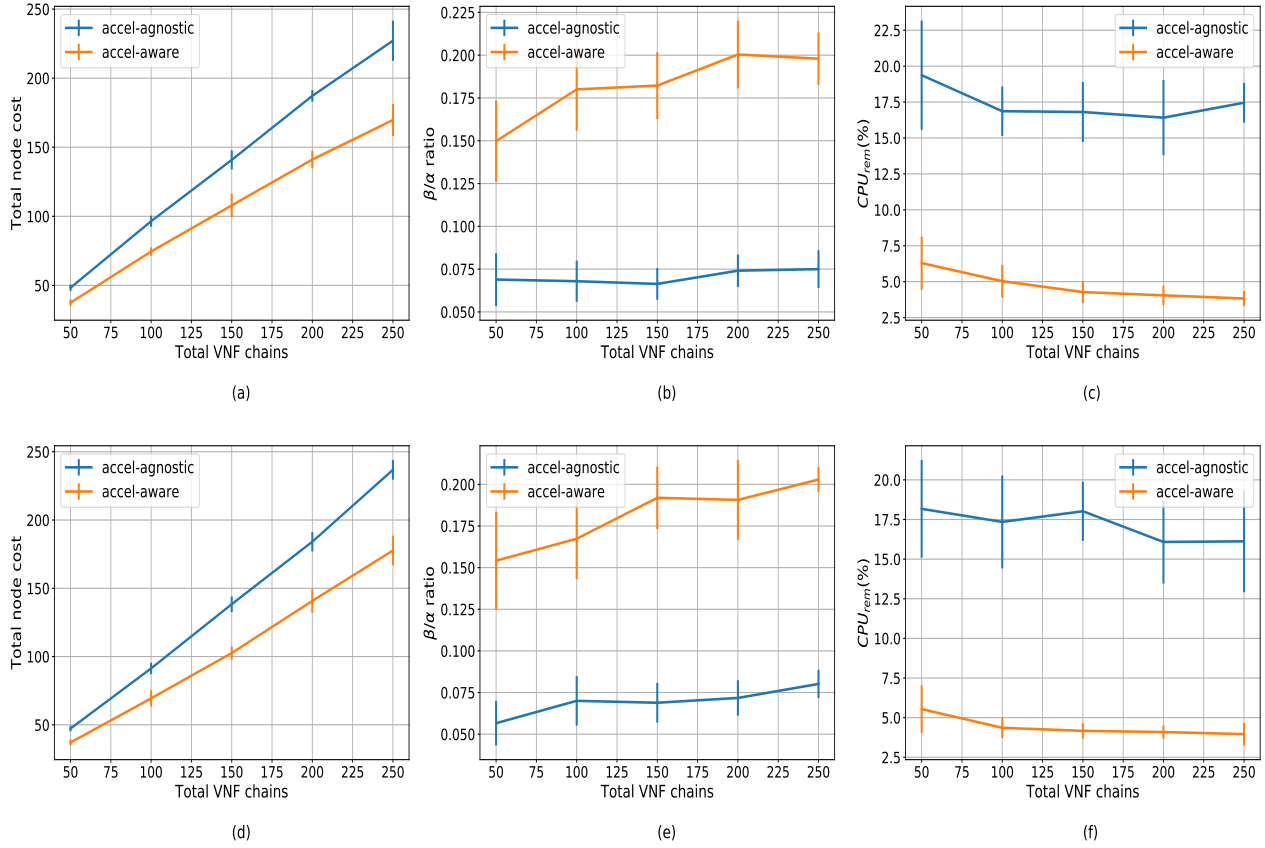 250
200
150
100
50
Total node cost
accel-agnostic
accel-aware
50 75 100 125 150 175 200 225 250
Total VNF chains
(a)
0.225
0.200
0.175
0.150
0.125
0.100
0.075
0.050
β/α ratio
accel-agnostic
accel-aware
50 75 100 125 150 175 200 225 250
Total VNF chains
(b)
22.5
20.0
17.5
15.0
12.5
10.0
7.5
5.0
2.5
CPU_rem(%)
accel-agnostic
accel-aware
50 75 100 125 150 175 200 225 250
Total VNF chains
(c)
250
200
150
100
50
Total node cost
accel-agnostic
accel-aware
50 75 100 125 150 175 200 225 250
Total VNF chains
(d)
0.200
0.175
0.150
0.125
0.100
0.075
0.050
β/α ratio
accel-agnostic
accel-aware
50 75 100 125 150 175 200 225 250
Total VNF chains
(e)
20.0
17.5
15.0
12.5
10.0
7.5
5.0
2.5
CPU_rem(%)
accel-agnostic
accel-aware
50 75 100 125 150 175 200 225 250
Total VNF chains
(f)